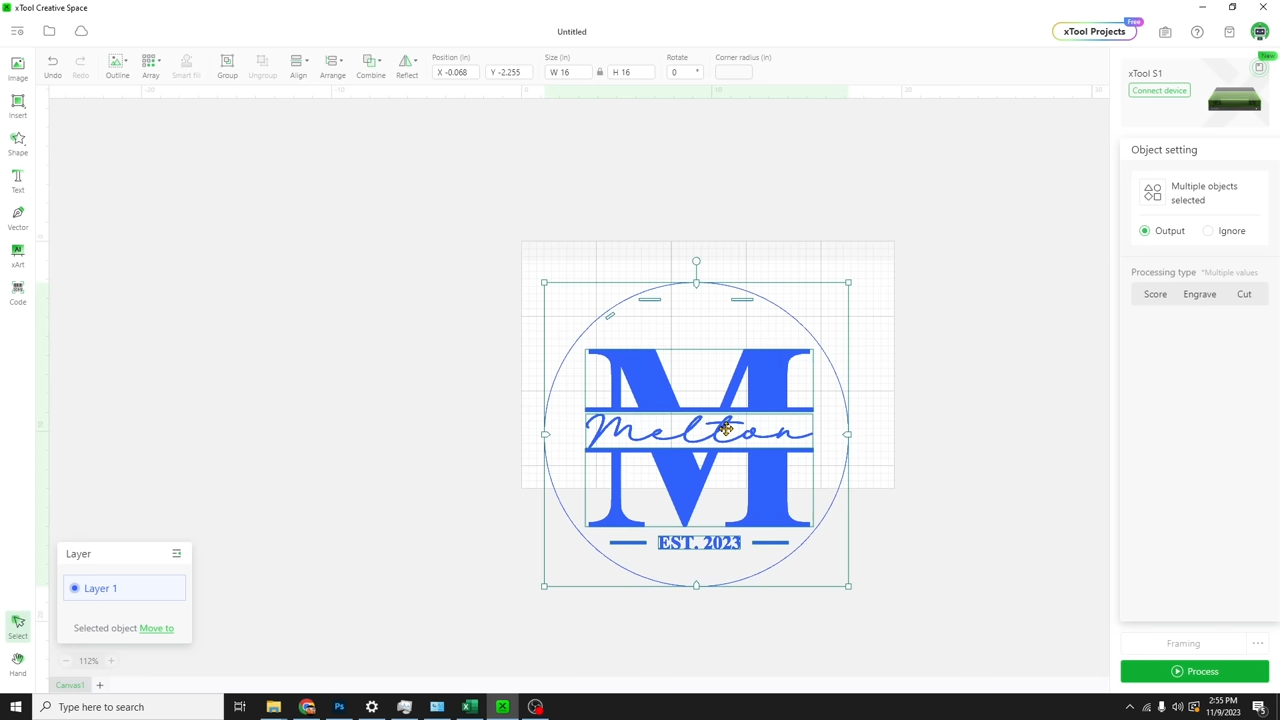 xTool Creative Space
Untitled
Free
xTool Projects
Image
Insert
Shape
Text
Vector
AI
xArt
Code
Select
Hand
Undo
Redo
Outline
Array
Smart fill
Group
Ungroup
Align
Arrange
Combine
Reflect
Position (in)
X -0.068
Y -2.255
Size (in)
W 16
H 16
Rotate
0 °
Corner radius (in)
New
xTool S1
Connect device
Object setting
Multiple objects
selected
Output
Ignore
Processing type
*Multiple values
Score
Engrave
Cut
M
Melton
EST. 2023
Layer
Layer 1
Selected object Move to
112%
Canvas1
Framing
Process
Type here to search
Ps
2:55 PM
11/9/2023